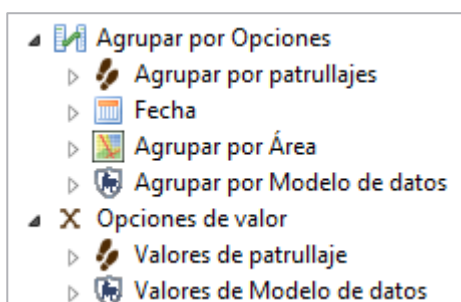 Agrupar por Opciones
Agrupar por patrullajes
Fecha
Agrupar por Área
Agrupar por Modelo de datos
Opciones de valor
Valores de patrullaje
Valores de Modelo de datos